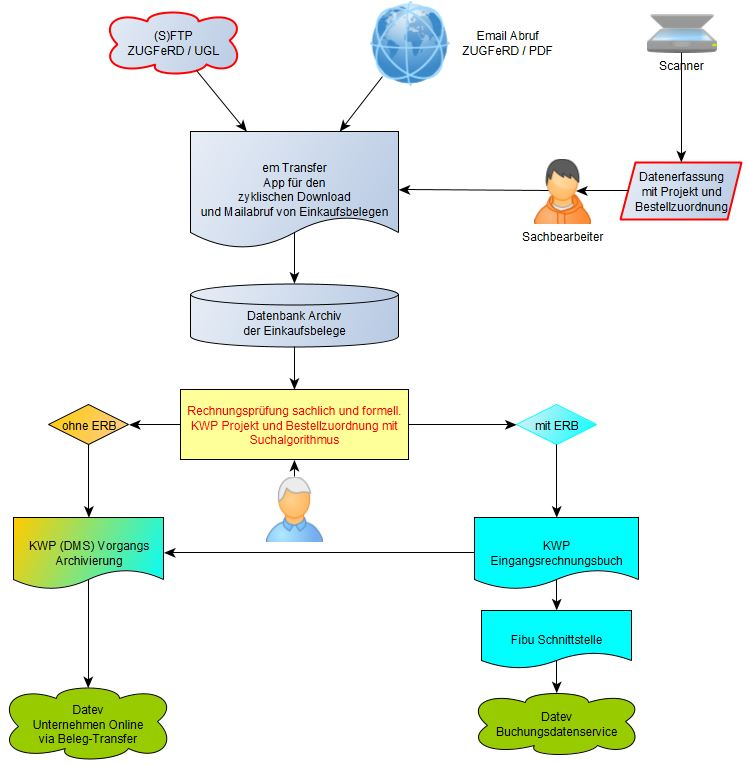 (S)FTP
ZUGFeRD / UGL
Email Abruf
ZUGFeRD / PDF
Scanner
em Transfer
App für den
zyklischen Download
und Mailabruf von Einkaufsbelegen
Datenerfassung
mit Projekt und
Bestellzuordnung
Sachbearbeiter
Datenbank Archiv
der Einkaufsbelege
Rechnungsprüfung sachlich und formell.
KWP Projekt und Bestellzuordnung mit
Suchalgorithmus
ohne ERB
mit ERB
KWP (DMS) Vorgangs
Archivierung
KWP
Eingangsrechnungsbuch
Fibu Schnittstelle
Datev
Unternehmen Online
via Beleg-Transfer
Datev
Buchungsdatenservice